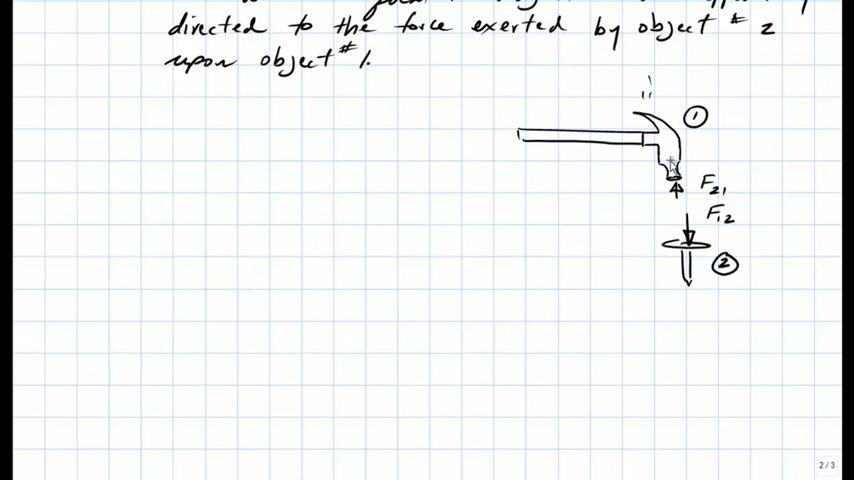 directed to the force exerted by object # 2
upon object #1.
1
F21
F12
2
2/3